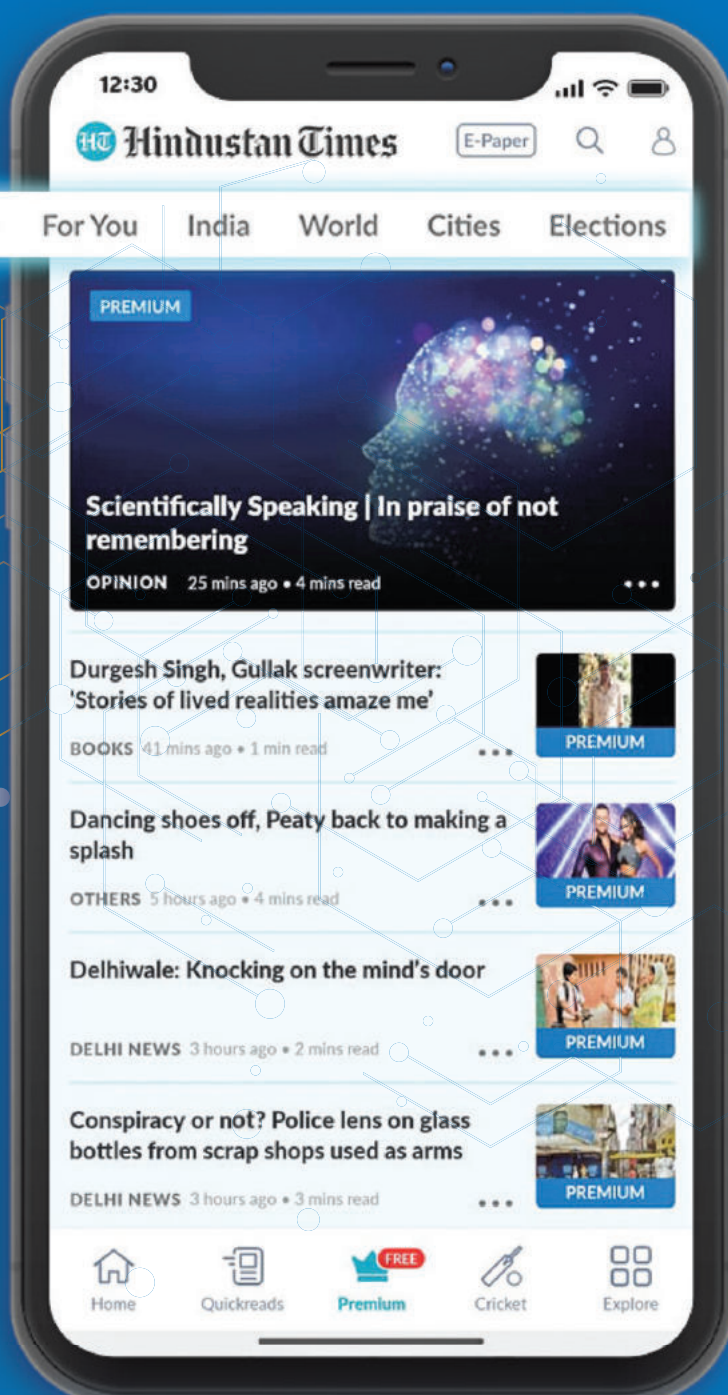 12:30
HT Hindustan Times E-Paper
For You India World Cities Elections
PREMIUM
Scientifically Speaking | In praise of not
remembering
OPINION 25 mins ago • 4 mins read
Durgesh Singh, Gullak screenwriter:
'Stories of lived realities amaze me'
BOOKS 41 mins ago • 1 min read
PREMIUM
Dancing shoes off, Peaty back to making a
splash
OTHERS 5 hours ago • 4 mins read
PREMIUM
Delhiwale: Knocking on the mind's door
DELHI NEWS 3 hours ago • 2 mins read
PREMIUM
Conspiracy or not? Police lens on glass
bottles from scrap shops used as arms
DELHI NEWS 3 hours ago • 3 mins read
PREMIUM
FREE
Home Quickreads Premium Cricket Explore